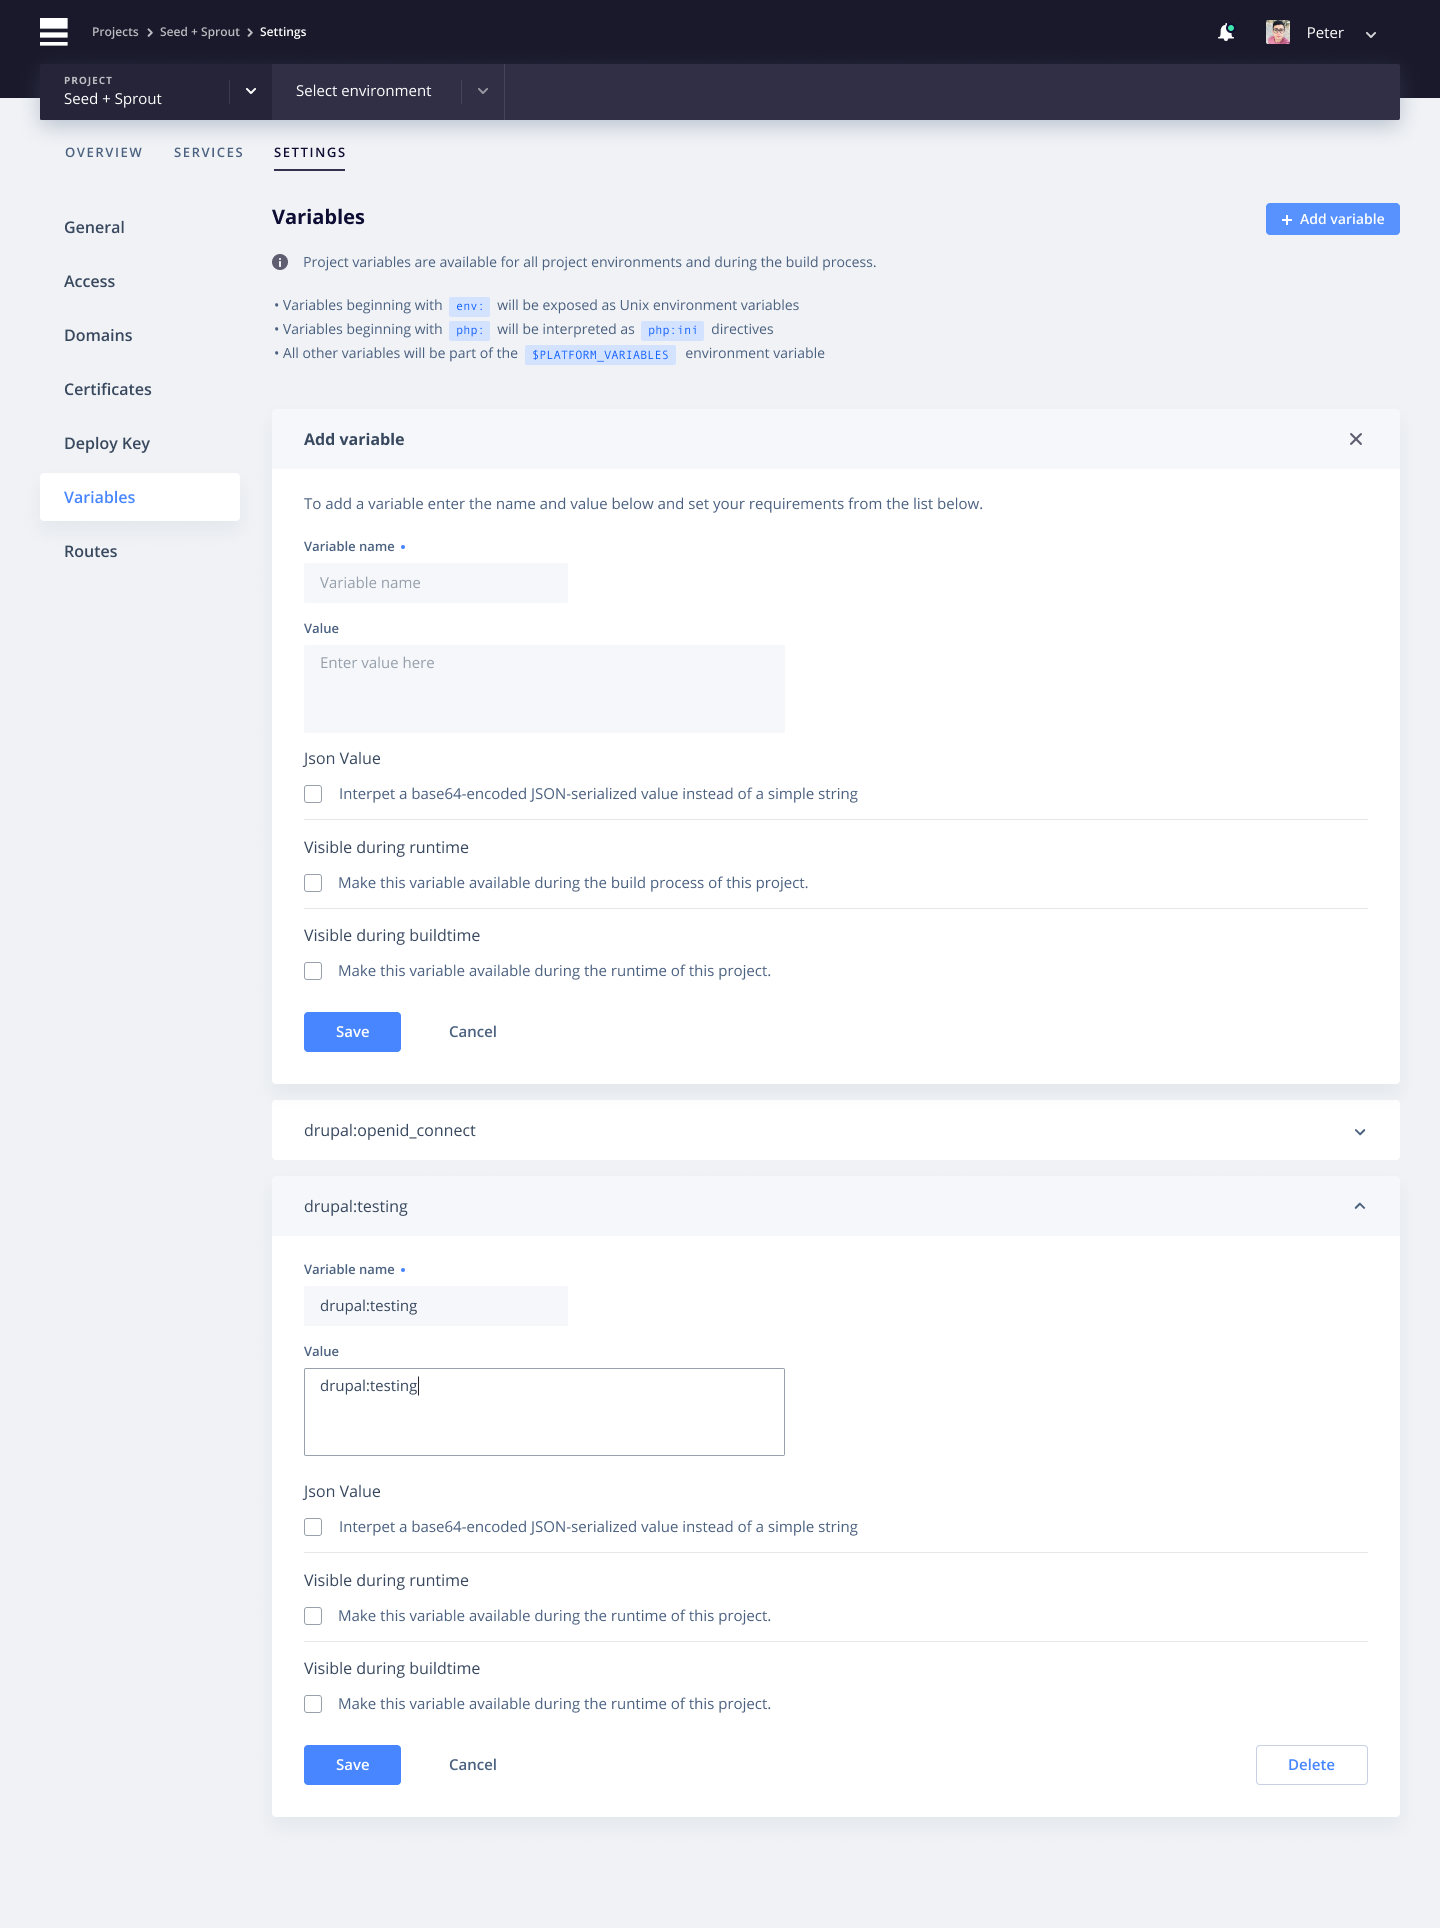 Projects > Seed + Sprout > Settings
Peter
PROJECT
Seed + Sprout
Select environment
OVERVIEW SERVICES SETTINGS
General
Access
Domains
Certificates
Deploy Key
Variables
Routes
Variables
+ Add variable
Project variables are available for all project environments and during the build process.
• Variables beginning with env: will be exposed as Unix environment variables
• Variables beginning with php: will be interpreted as php:ini directives
• All other variables will be part of the $PLATFORM_VARIABLES environment variable
Add variable
To add a variable enter the name and value below and set your requirements from the list below.
Variable name •
Variable name
Value
Enter value here
Json Value
Interpet a base64-encoded JSON-serialized value instead of a simple string
Visible during runtime
Make this variable available during the build process of this project.
Visible during buildtime
Make this variable available during the runtime of this project.
Save Cancel
drupal:openid_connect
drupal:testing
Variable name •
drupal:testing
Value
drupal:testing
Json Value
Interpet a base64-encoded JSON-serialized value instead of a simple string
Visible during runtime
Make this variable available during the runtime of this project.
Visible during buildtime
Make this variable available during the runtime of this project.
Save Cancel Delete